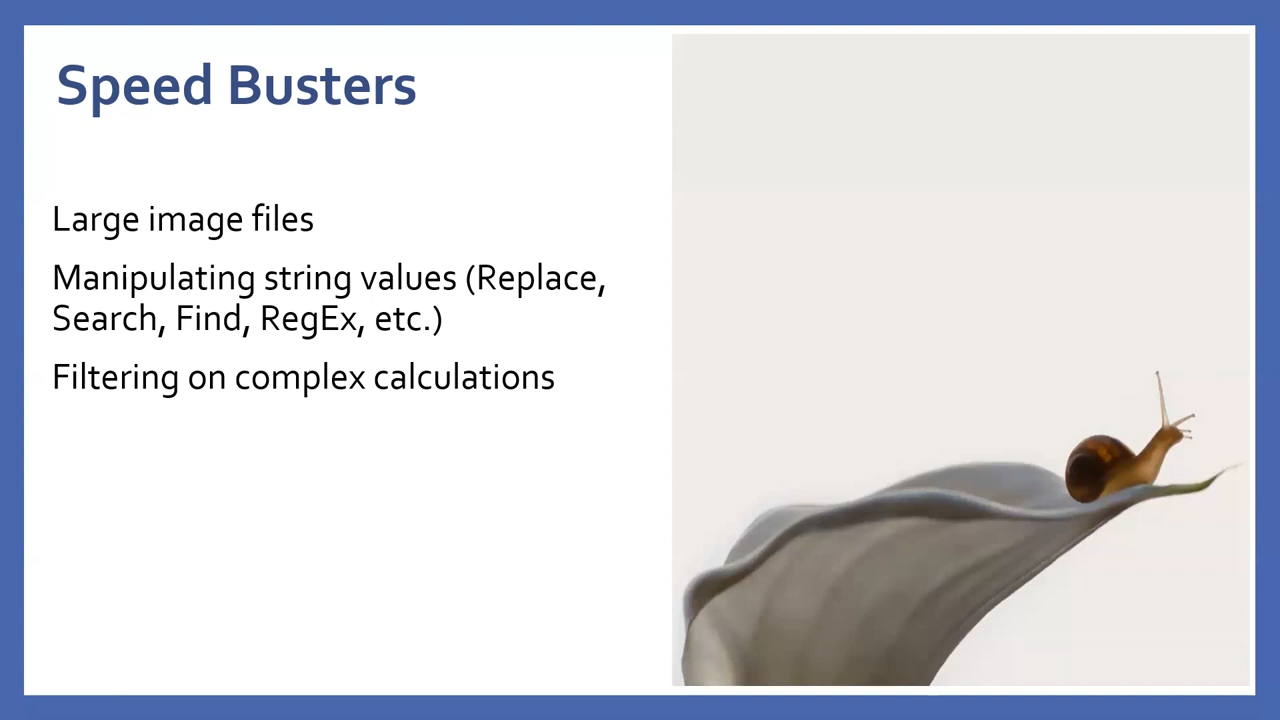 Speed Busters
Large image files
Manipulating string values (Replace,
Search, Find, RegEx, etc.)
Filtering on complex calculations